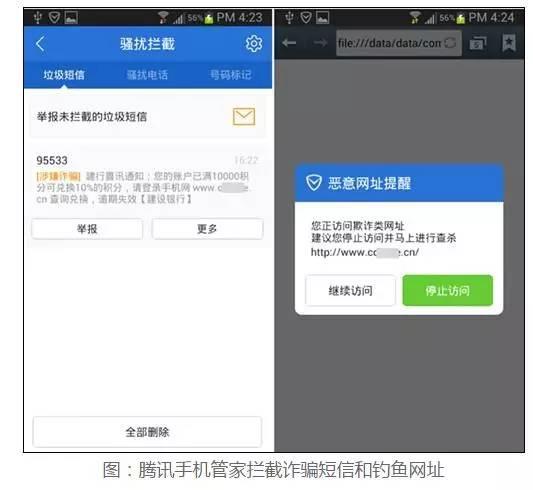 56% PM 4:23
骚扰拦截
垃圾短信 骚扰电话 号码标记
举报未拦截的垃圾短信
95533 16:22
[涉嫌诈骗] 建行喜讯通知：您的账户已满10000积
分可兑换10%的积分，请登录手机网 www.c e.
cn 查询兑换，逾期失效【建设银行】
举报 更多
全部删除
56% PM 4:24
file:///data/data/com
恶意网址提醒
您正访问欺诈类网址
建议您停止访问并马上进行查杀
http://www.cc e.cn/
继续访问 停止访问
图：腾讯手机管家拦截诈骗短信和钓鱼网址